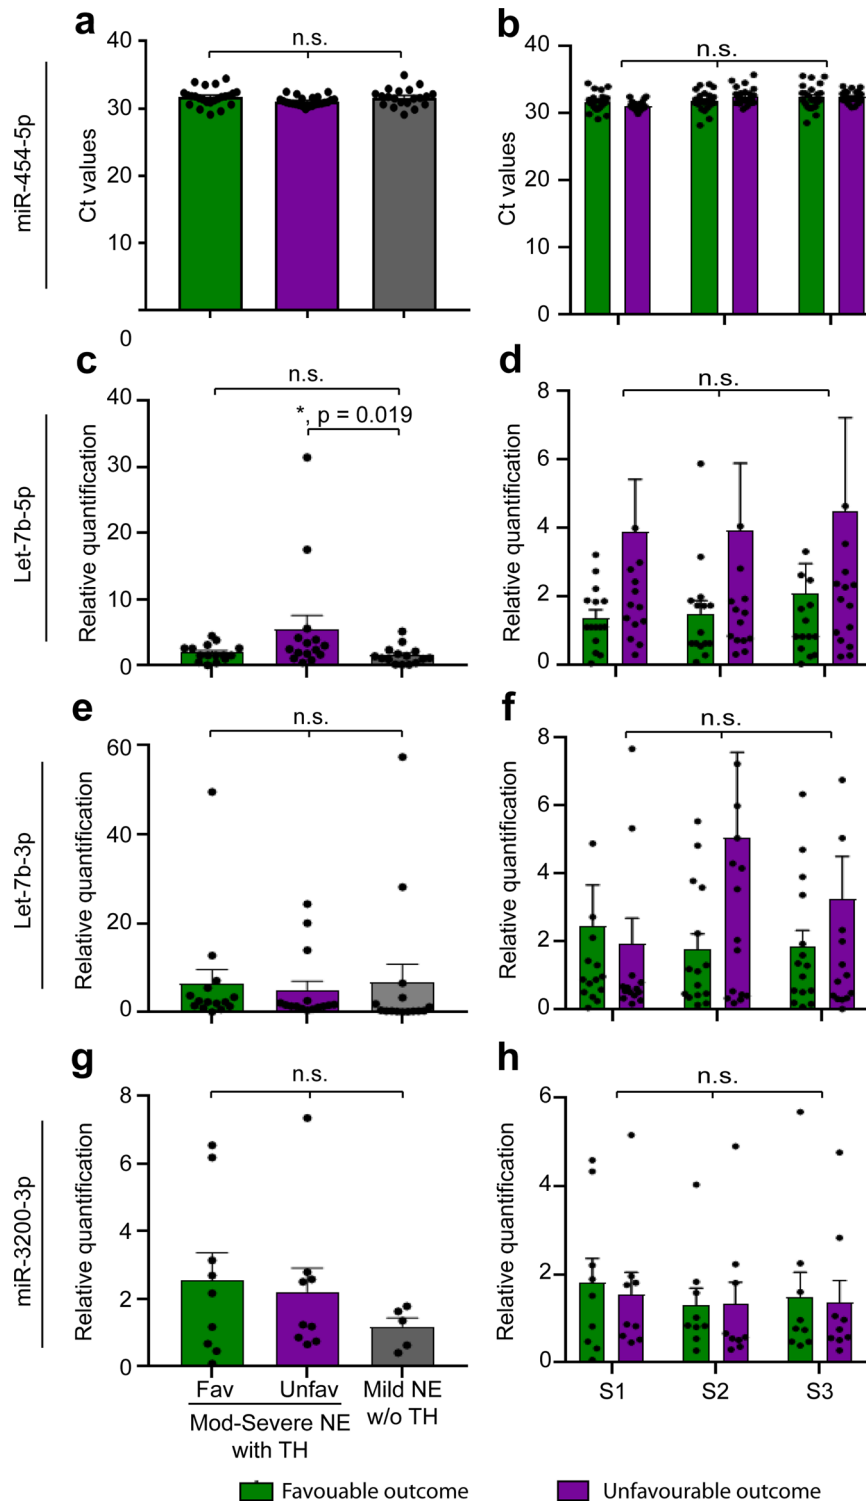 a
miR-454-5p
Ct values
40
30
20
10
0
n.s.
b
Ct values
40
30
20
10
0
n.s.
c
Let-7b-5p
Relative quantification
40
30
20
10
0
n.s.
*, p = 0.019
d
Relative quantification
8
6
4
2
0
n.s.
e
Let-7b-3p
Relative quantification
60
40
20
0
n.s.
f
Relative quantification
8
6
4
2
0
n.s.
g
miR-3200-3p
Relative quantification
8
6
4
2
0
n.s.
Fav Unfav Mild NE
w/o TH
Mod-Severe NE
with TH
h
Relative quantification
6
4
2
0
n.s.
S1 S2 S3
Favouable outcome Unfavourable outcome